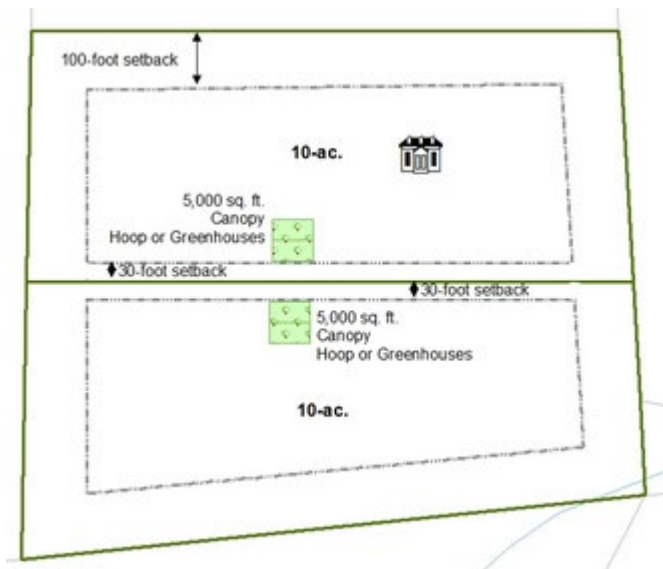 100-foot setback
10-ac.
5,000 sq. ft.
Canopy
Hoop or Greenhouses
30-foot setback
30-foot setback
5,000 sq. ft.
Canopy
Hoop or Greenhouses
10-ac.